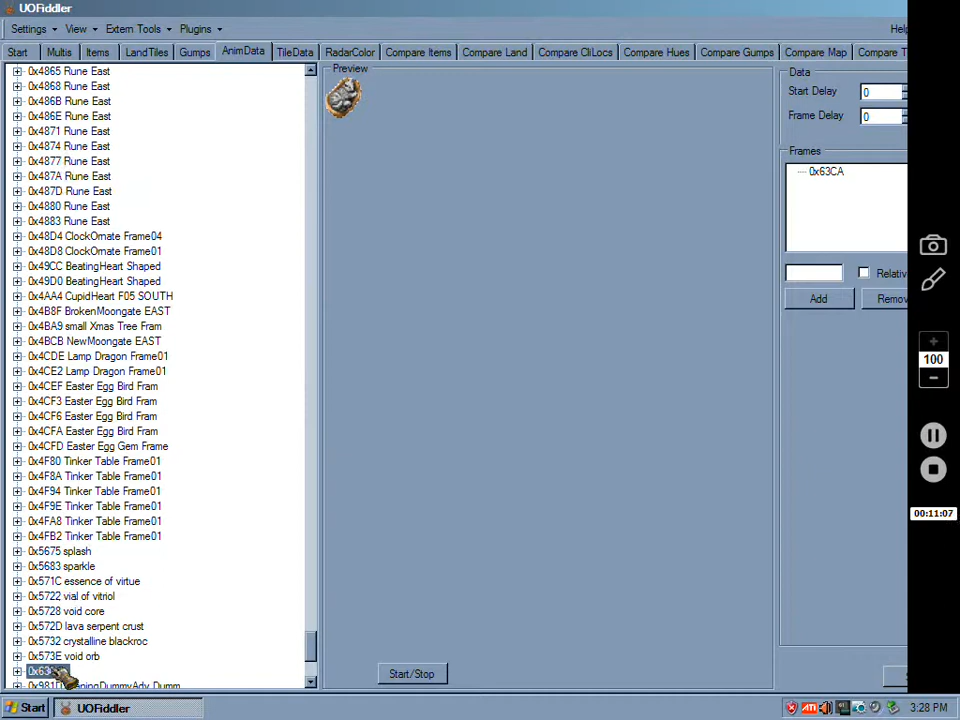 UOFiddler
Settings View Extern Tools Plugins Help
Start Multis Items LandTiles Gumps AnimData TileData RadarColor Compare Items Compare Land Compare CliLocs Compare Hues Compare Gumps Compare Map Compare T
0x4865 Rune East
0x4868 Rune East
0x486B Rune East
0x486E Rune East
0x4871 Rune East
0x4874 Rune East
0x4877 Rune East
0x487A Rune East
0x487D Rune East
0x4880 Rune East
0x4883 Rune East
0x48D4 ClockOrnate Frame04
0x48D8 ClockOrnate Frame01
0x49CC BeatingHeart Shaped
0x49D0 BeatingHeart Shaped
0x4AA4 CupidHeart F05 SOUTH
0x4B8F BrokenMoongate EAST
0x4BA9 small Xmas Tree Fram
0x4BCB NewMoongate EAST
0x4CDE Lamp Dragon Frame01
0x4CE2 Lamp Dragon Frame01
0x4CEF Easter Egg Bird Fram
0x4CF3 Easter Egg Bird Fram
0x4CF6 Easter Egg Bird Fram
0x4CFA Easter Egg Bird Fram
0x4CFD Easter Egg Gem Frame
0x4F80 Tinker Table Frame01
0x4F8A Tinker Table Frame01
0x4F94 Tinker Table Frame01
0x4F9E Tinker Table Frame01
0x4FA8 Tinker Table Frame01
0x4FB2 Tinker Table Frame01
0x5675 splash
0x5683 sparkle
0x571C essence of virtue
0x5722 vial of vitriol
0x5728 void core
0x572D lava serpent crust
0x5732 crystalline blackroc
0x573E void orb
Preview
Start/Stop
Data
Start Delay 0
Frame Delay 0
Frames
0x63CA
Relativ
Add Remov
100
00:11:07
Start UOFiddler ATI 3:28 PM